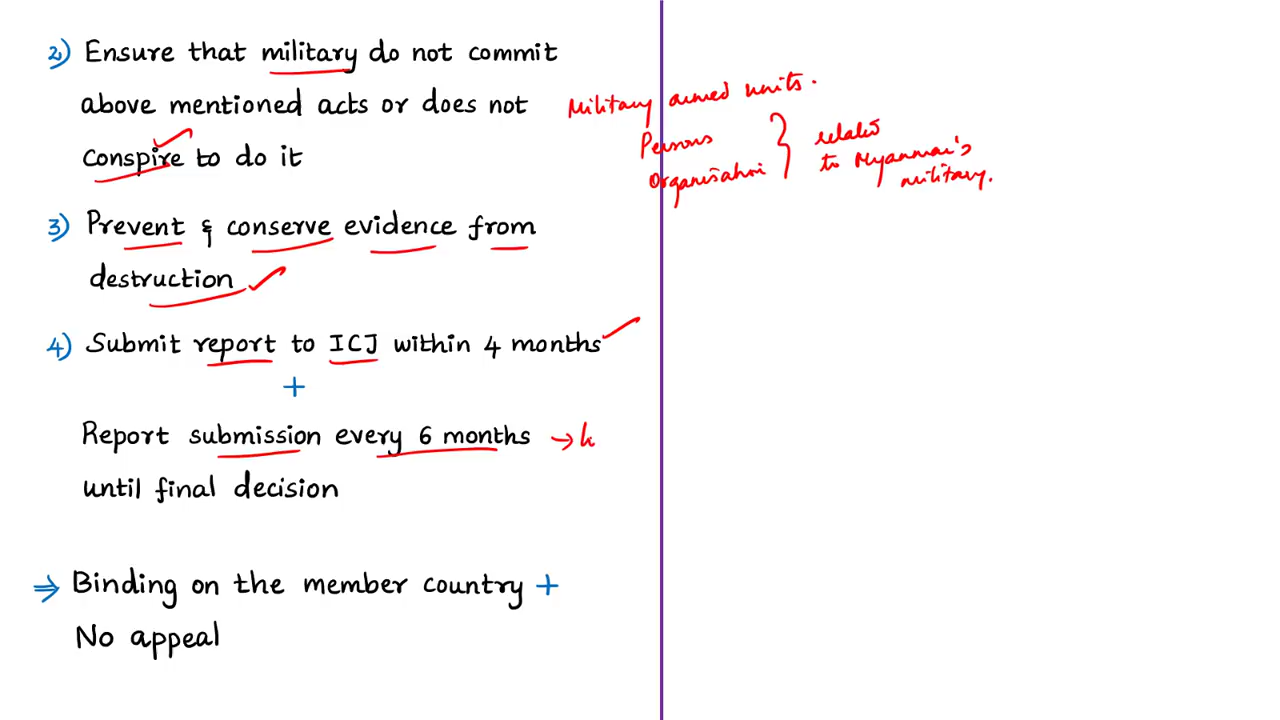 2) Ensure that military do not commit
above mentioned acts or does not
conspire to do it
Military armed units.
Persons
Organisation
related
to Myanmar's
military.
3) Prevent & conserve evidence from
destruction
4) Submit report to ICJ within 4 months
+
Report submission every 6 months →
until final decision
⇒ Binding on the member country +
No appeal